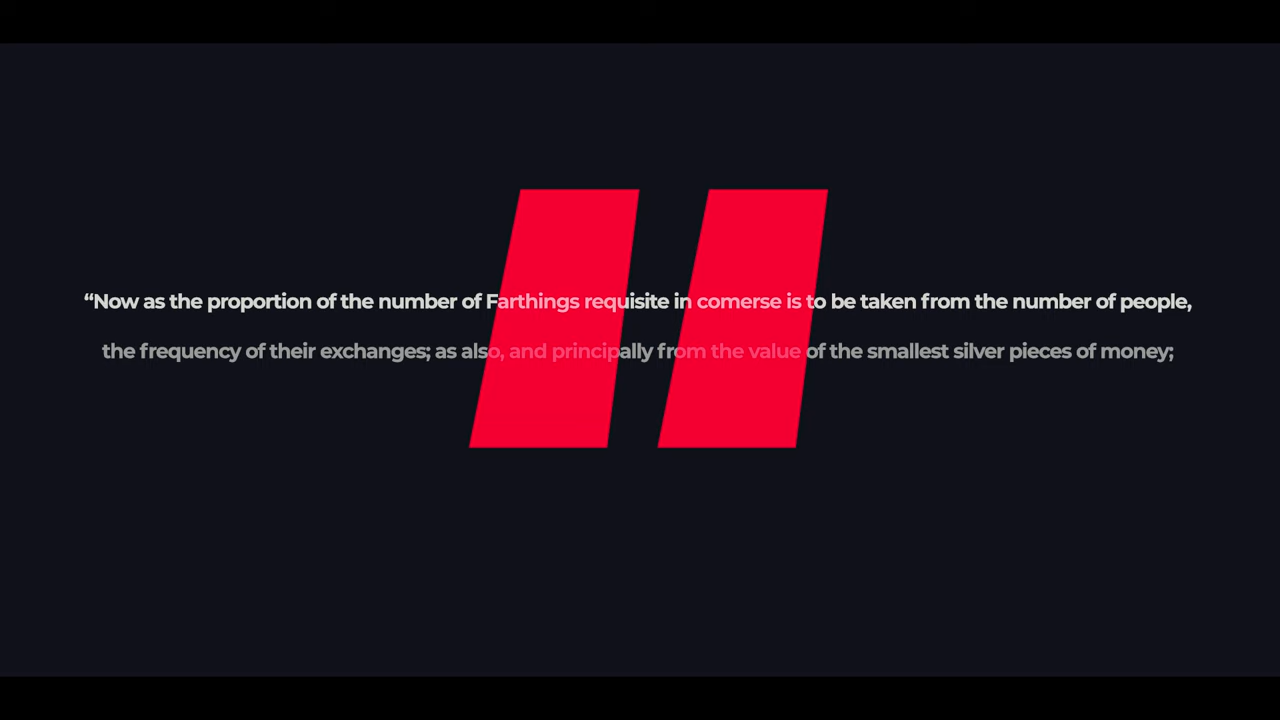 “Now as the proportion of the number of Farthings requisite in comerse is to be taken from the number of people,
the frequency of their exchanges; as also, and principally from the value of the smallest silver pieces of money;